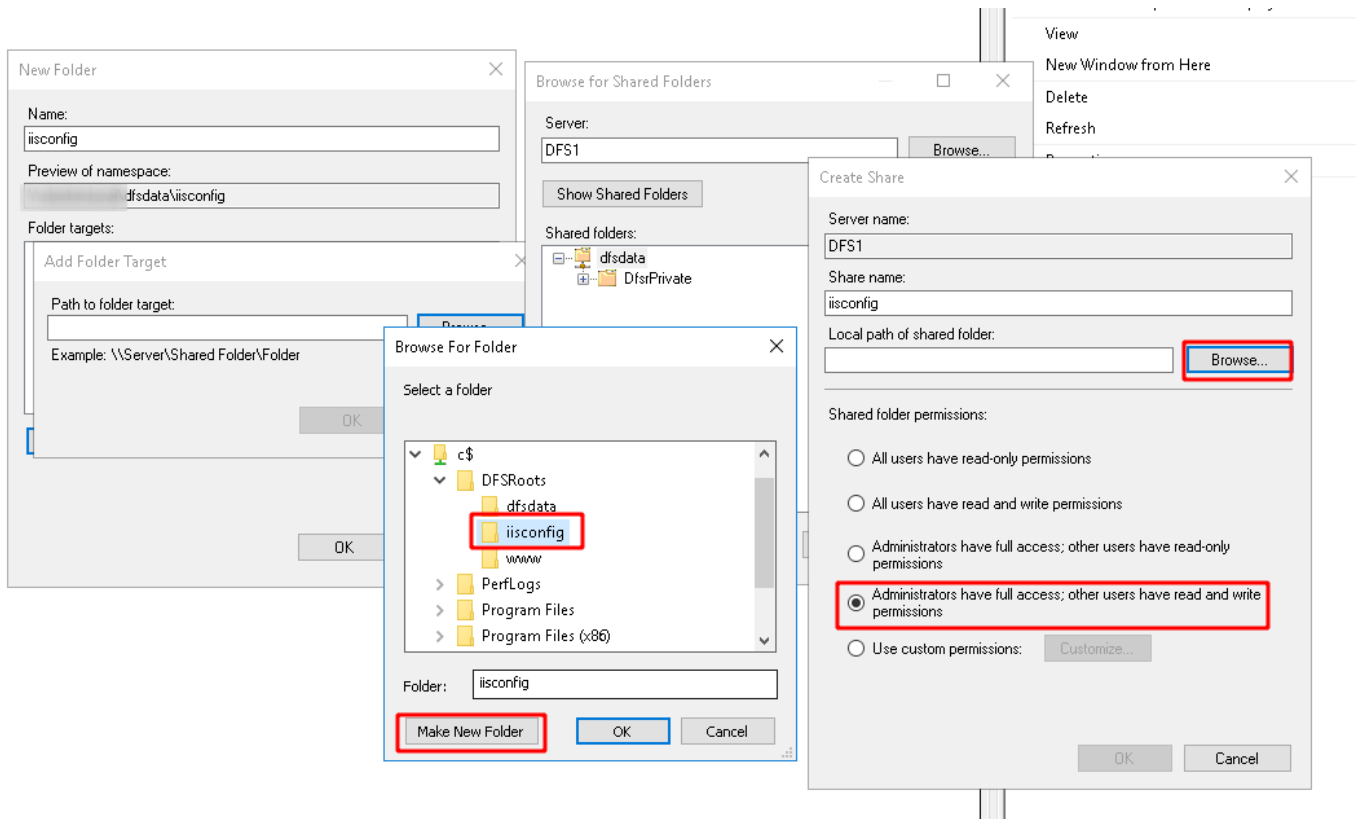 View
New Window from Here
Delete
Refresh
New Folder
Name:
iisconfig
Preview of namespace:
dfsdata\iisconfig
Folder targets:
Add Folder Target
Path to folder target:
Example: \\Server\Shared Folder\Folder
OK
OK
Browse for Shared Folders
Server:
DFS1
Browse...
Show Shared Folders
Shared folders:
dfsdata
DfsrPrivate
Browse For Folder
Select a folder
c$
DFSRoots
dfsdata
iisconfig
www
PerfLogs
Program Files
Program Files (x86)
Folder:
iisconfig
Make New Folder
OK
Cancel
Create Share
Server name:
DFS1
Share name:
iisconfig
Local path of shared folder:
Browse...
Shared folder permissions:
All users have read-only permissions
All users have read and write permissions
Administrators have full access; other users have read-only
permissions
Administrators have full access; other users have read and write
permissions
Use custom permissions:
Customize...
OK
Cancel